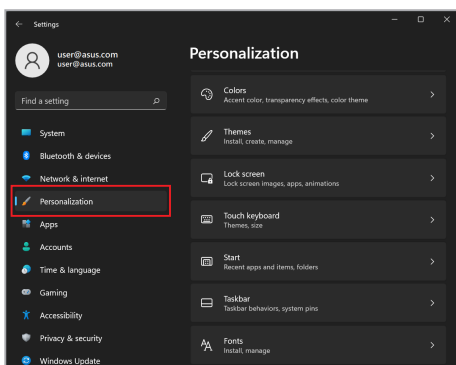 Settings
user@asus.com
user@asus.com
Find a setting
System
Bluetooth & devices
Network & internet
Personalization
Apps
Accounts
Time & language
Gaming
Accessibility
Privacy & security
Windows Update
Personalization
Colors
Accent color, transparency effects, color theme
Themes
Install, create, manage
Lock screen
Lock screen images, apps, animations
Touch keyboard
Themes, size
Start
Recent apps and items, folders
Taskbar
Taskbar behaviors, system pins
Fonts
Install, manage